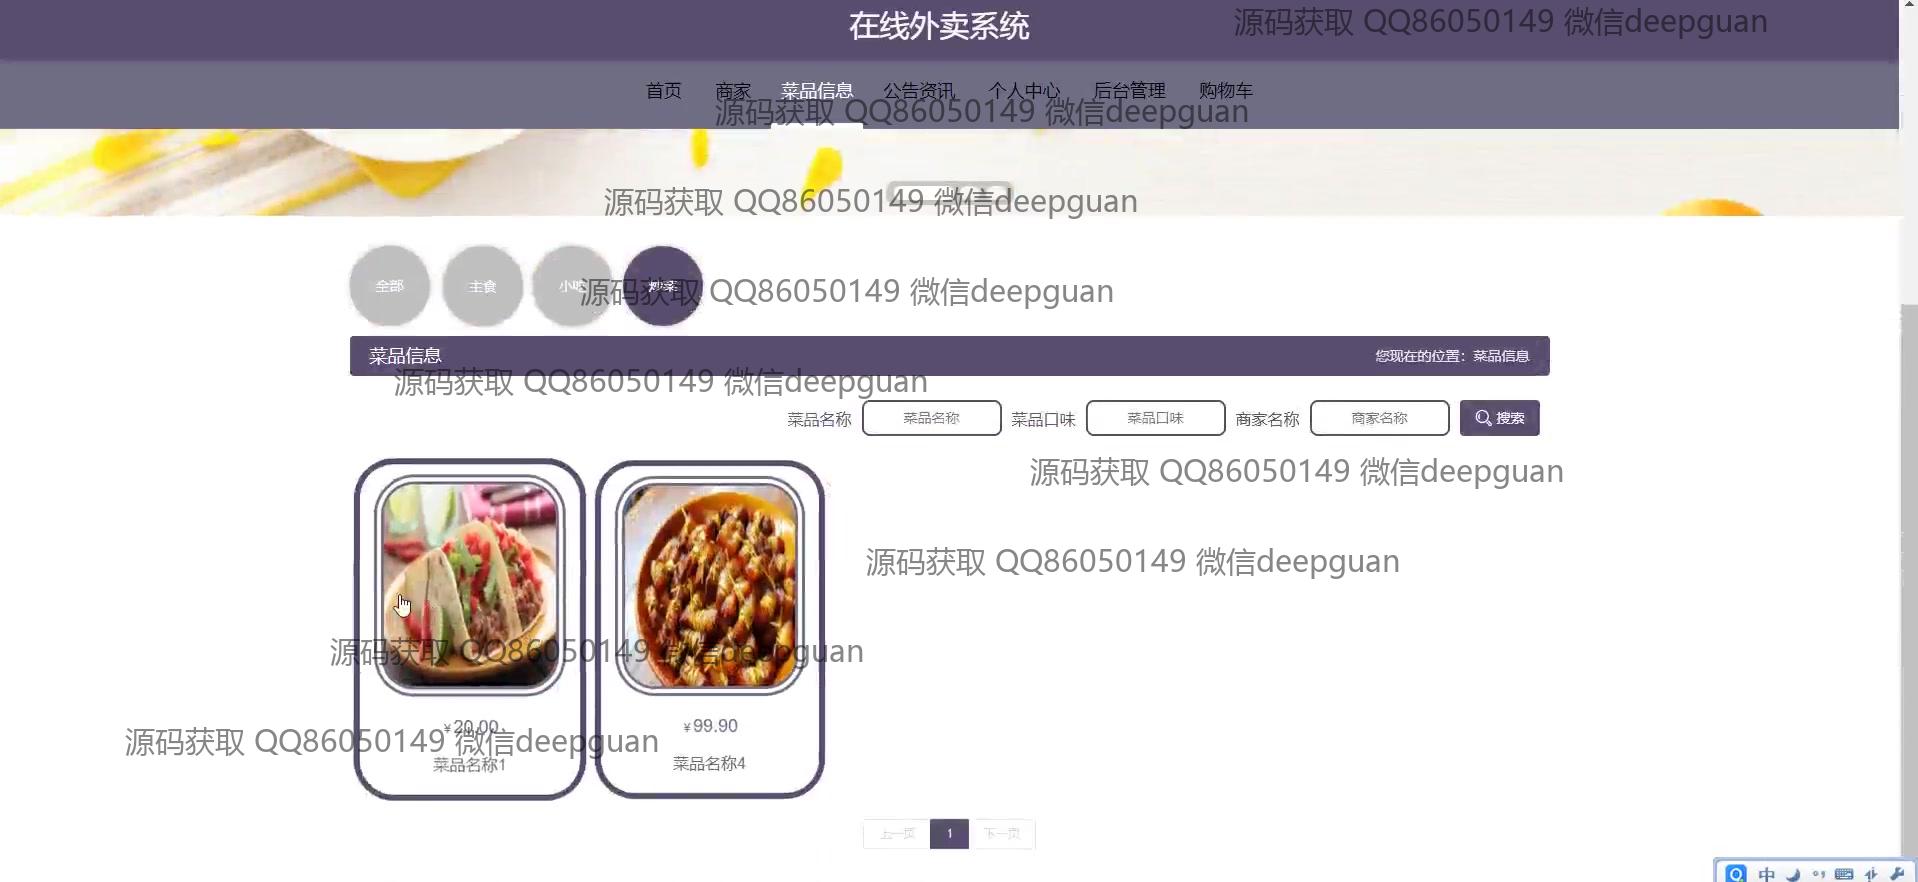 在线外卖系统
源码获取 QQ86050149 微信deepguan
首页 商家 菜品信息 公告资讯 个人中心 后台管理 购物车
源码获取 QQ86050149 微信deepguan
源码获取 QQ86050149 微信deepguan
全部 主食 小吃 炒菜
源码获取 QQ86050149 微信deepguan
菜品信息 您现在的位置：菜品信息
源码获取 QQ86050149 微信deepguan
菜品名称 菜品名称 菜品口味 菜品口味 商家名称 商家名称 搜索
源码获取 QQ86050149 微信deepguan
源码获取 QQ86050149 微信deepguan
源码获取 QQ86050149 微信deepguan
¥20.00 ¥99.90
源码获取 QQ86050149 微信deepguan
菜品名称1 菜品名称4
上一页 1 下一页
中